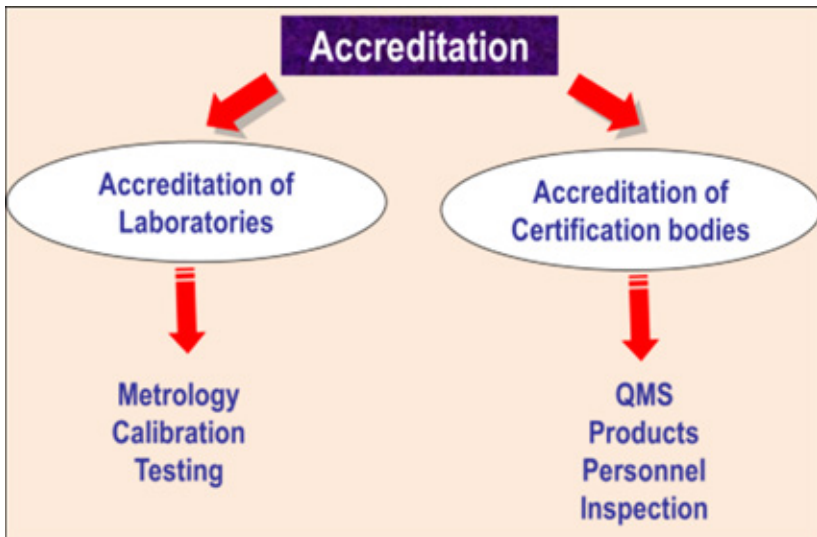 Accreditation
Accreditation of
Laboratories
Accreditation of
Certification bodies
Metrology
Calibration
Testing
QMS
Products
Personnel
Inspection